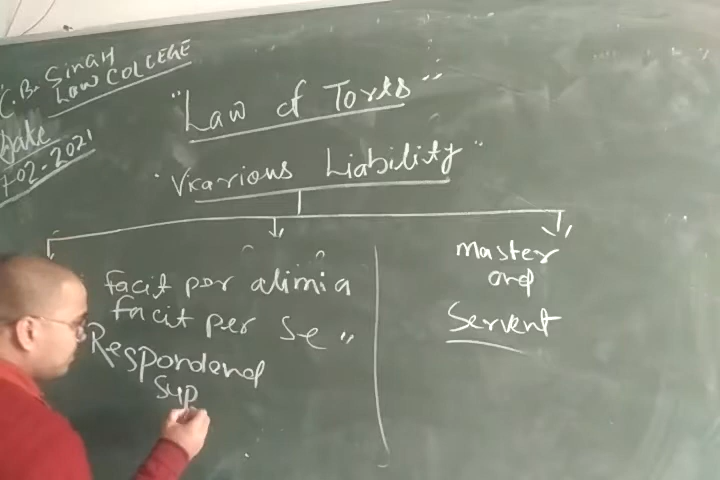 C.B. Singh
Law COLLEGE
Date
7-02-2021
"Law of Torts"
"Vicarious Liability"
facit per alimia
facit per se"
Respondend
Sup
Master
and
Servent